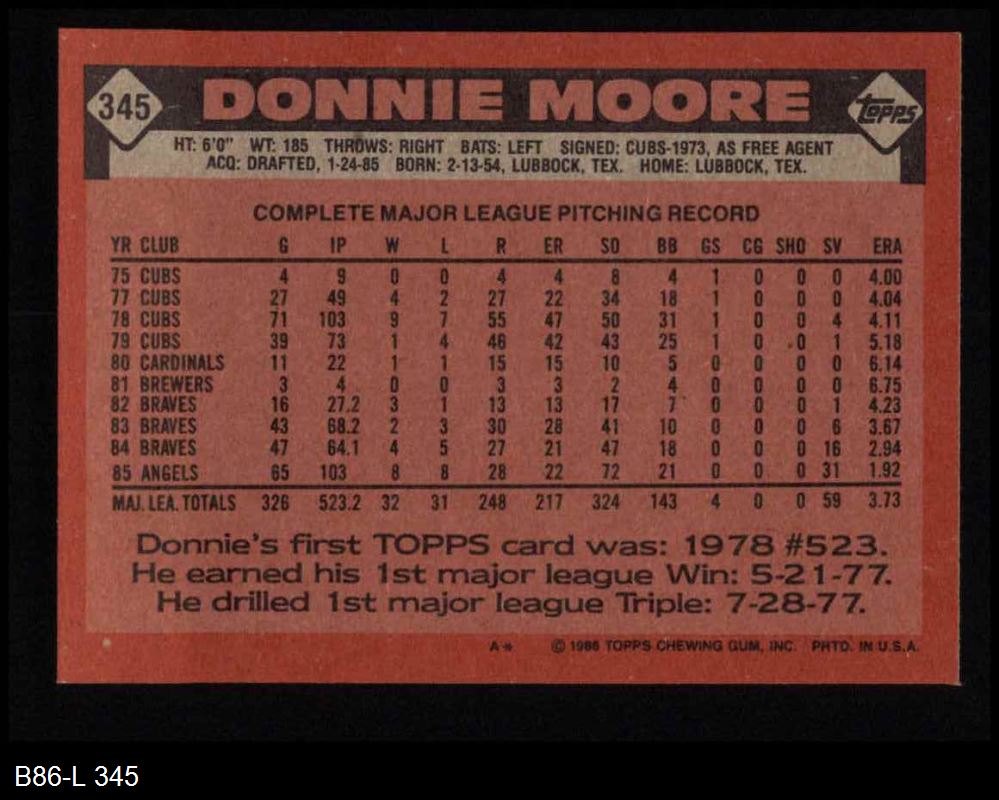 345 DONNIE MOORE TOPPS
HT: 6'0" WT: 185 THROWS: RIGHT BATS: LEFT SIGNED: CUBS-1973, AS FREE AGENT
ACQ: DRAFTED, 1-24-85 BORN: 2-13-54, LUBBOCK, TEX. HOME: LUBBOCK, TEX.
COMPLETE MAJOR LEAGUE PITCHING RECORD
YR CLUB G IP W L R ER SO BB GS CG SHO SV ERA
75 CUBS 4 9 0 0 4 4 8 4 1 0 0 0 4.00
77 CUBS 27 49 4 2 27 22 34 18 1 0 0 0 4.04
78 CUBS 71 103 9 7 55 47 50 31 1 0 0 4 4.11
79 CUBS 39 73 1 4 46 42 43 25 1 0 0 1 5.18
80 CARDINALS 11 22 1 1 15 15 10 5 0 0 0 0 6.14
81 BREWERS 3 4 0 0 3 3 2 4 0 0 0 0 6.75
82 BRAVES 16 27.2 3 1 13 13 17 7 0 0 0 1 4.23
83 BRAVES 43 68.2 2 3 30 28 41 10 0 0 0 6 3.67
84 BRAVES 47 64.1 4 5 27 21 47 18 0 0 0 16 2.94
85 ANGELS 65 103 8 8 28 22 72 21 0 0 0 31 1.92
MAJ. LEA. TOTALS 326 523.2 32 31 248 217 324 143 4 0 0 59 3.73
Donnie's first TOPPS card was: 1978 #523.
He earned his 1st major league Win: 5-21-77.
He drilled 1st major league Triple: 7-28-77.
A* © 1986 TOPPS CHEWING GUM, INC. PRTD. IN U.S.A.
B86-L 345